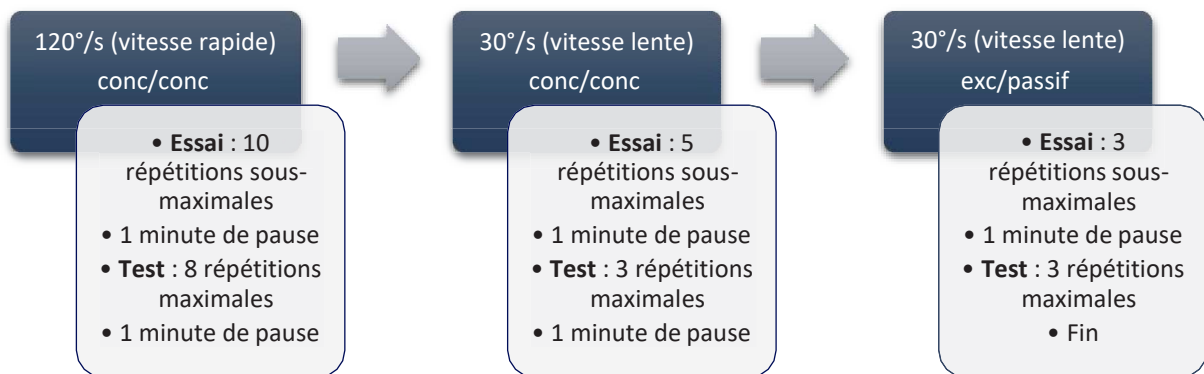 120°/s (vitesse rapide)
conc/conc
• Essai : 10
répétitions sous-
maximales
• 1 minute de pause
• Test : 8 répétitions
maximales
• 1 minute de pause
30°/s (vitesse lente)
conc/conc
• Essai : 5
répétitions sous-
maximales
• 1 minute de pause
• Test : 3 répétitions
maximales
• 1 minute de pause
30°/s (vitesse lente)
exc/passif
• Essai : 3
répétitions sous-
maximales
• 1 minute de pause
• Test : 3 répétitions
maximales
• Fin